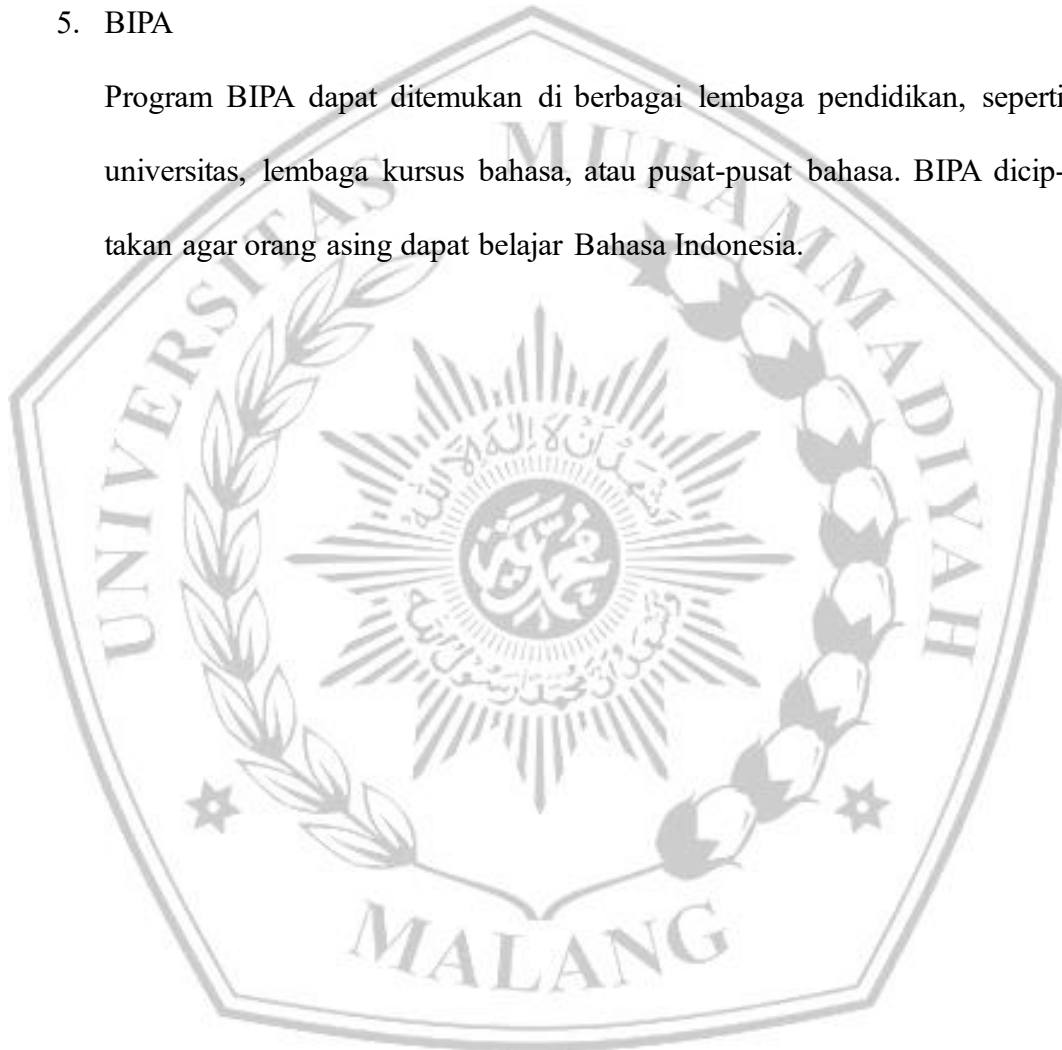 5. BIPA
Program BIPA dapat ditemukan di berbagai lembaga pendidikan, seperti
universitas, lembaga kursus bahasa, atau pusat-pusat bahasa. BIPA dicip-
takan agar orang asing dapat belajar Bahasa Indonesia.
UNIVERSITAS MUHAMMADIYAH
MALANG